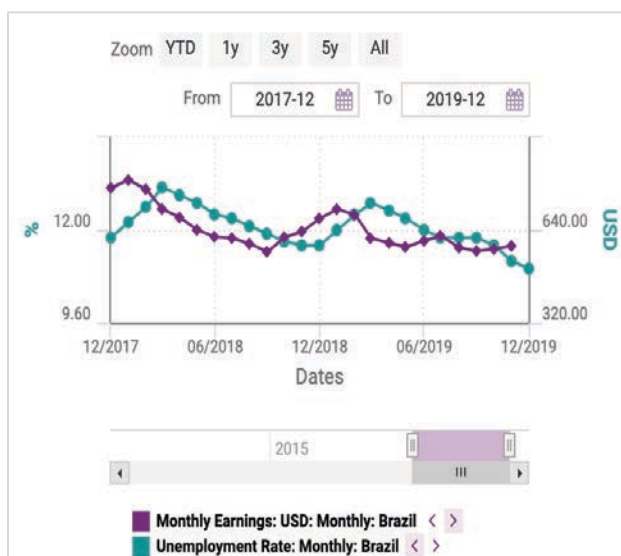 Zoom YTD 1y 3y 5y All
From 2017-12 To 2019-12
% 12.00 640.00 USD
9.60 320.00
12/2017 06/2018 12/2018 06/2019 12/2019
Dates
2015
Monthly Earnings: USD: Monthly: Brazil < >
Unemployment Rate: Monthly: Brazil < >